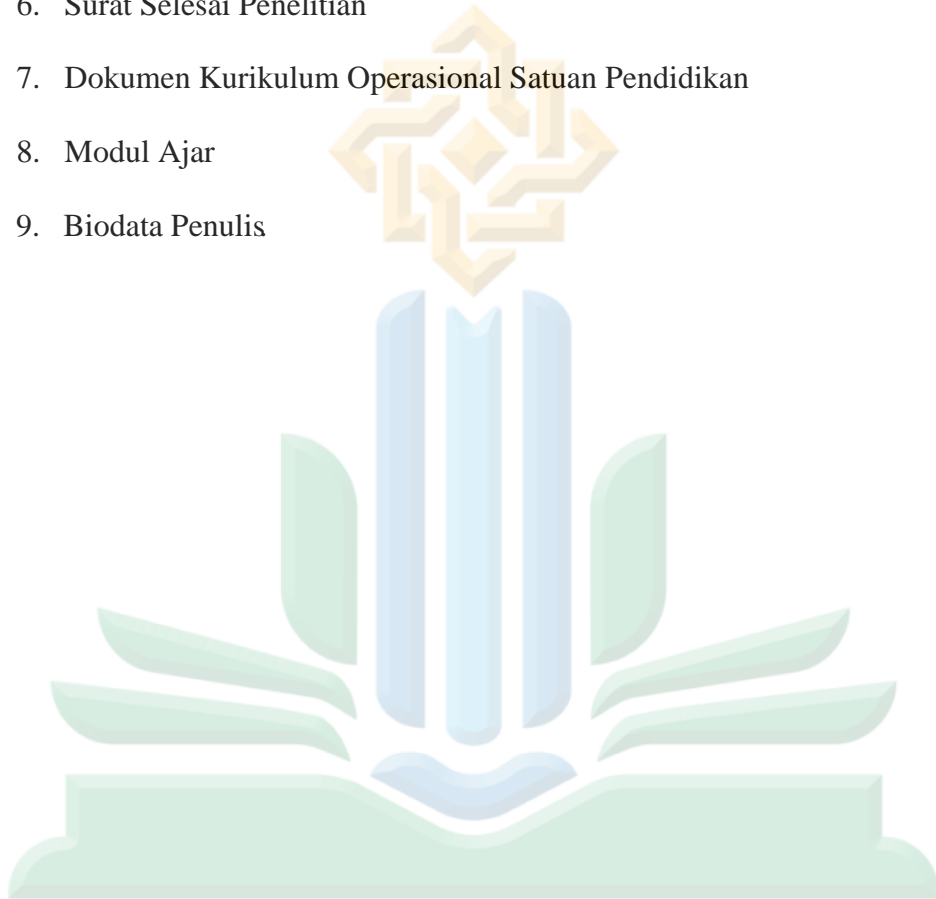 6. Surat Selesai Penelitian
7. Dokumen Kurikulum Operasional Satuan Pendidikan
8. Modul Ajar
9. Biodata Penulis